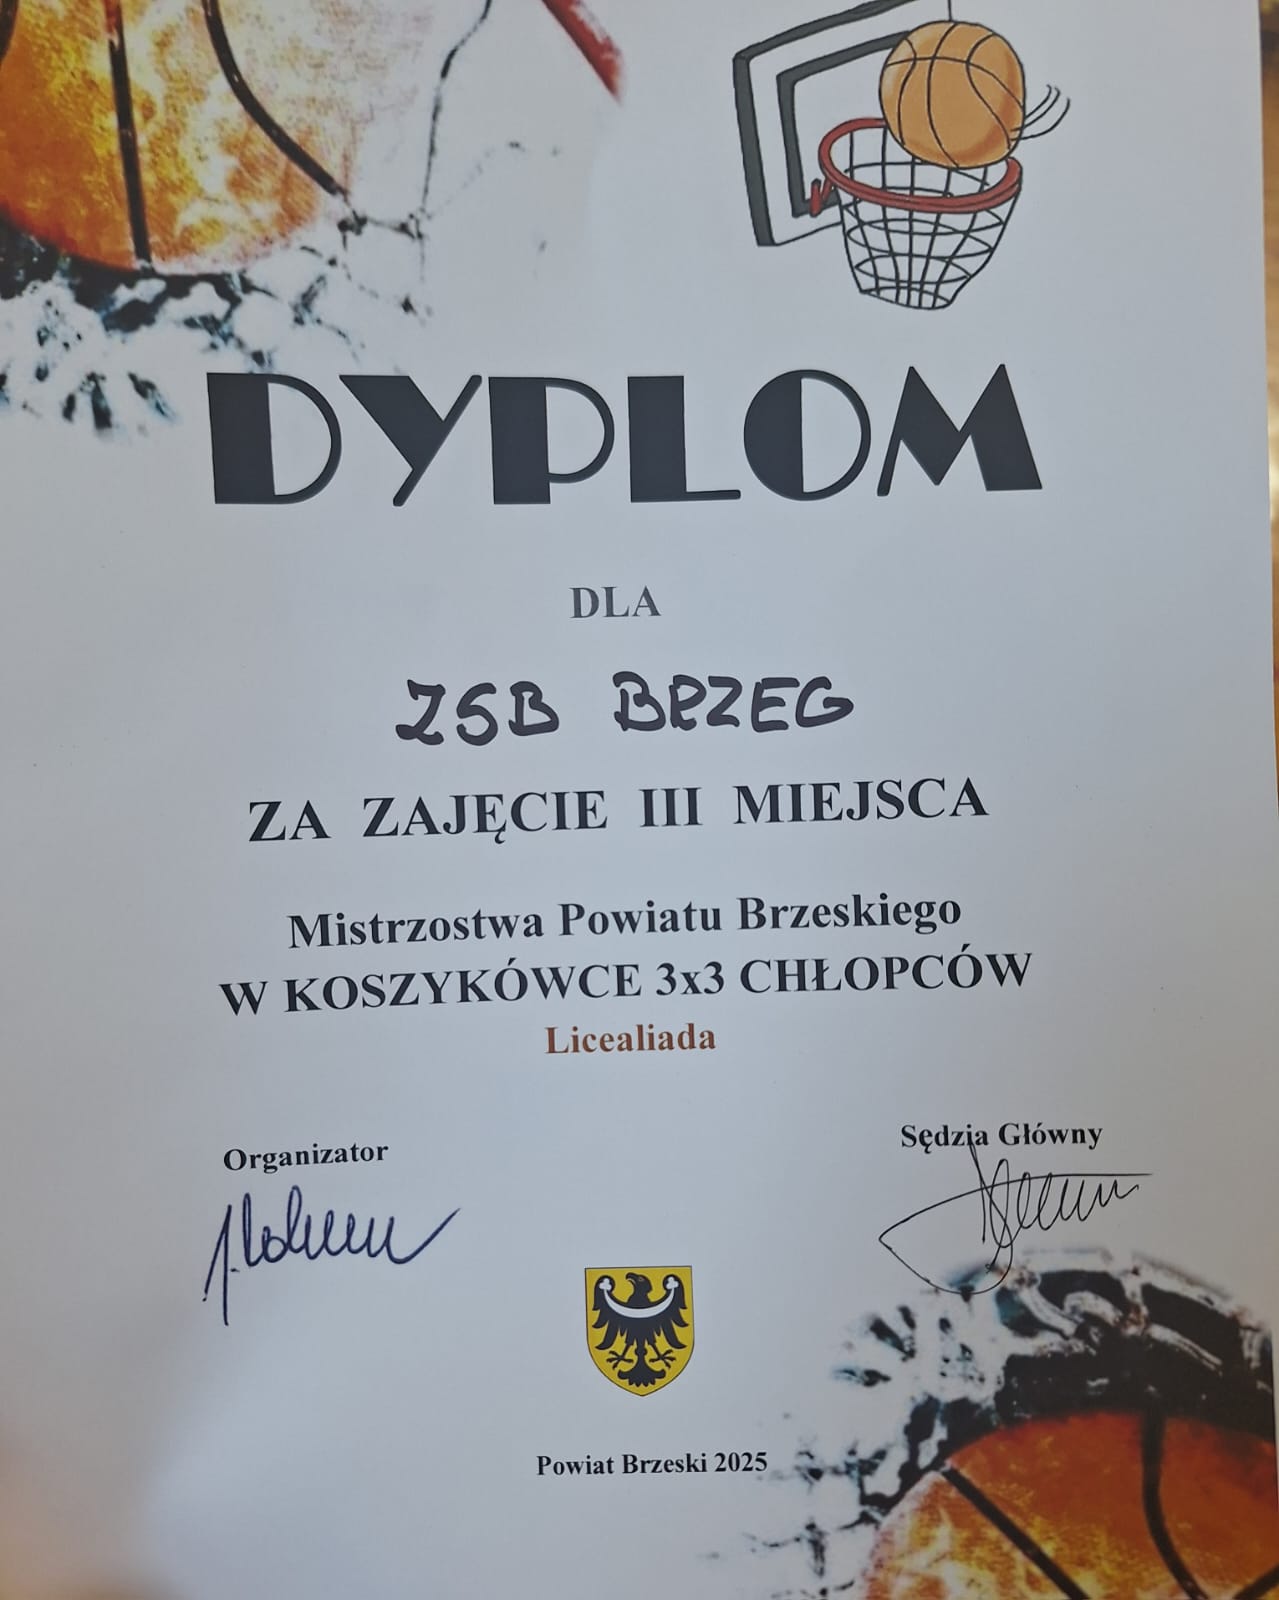 DYPLOM
DLA
ZSB BRZEG
ZA ZAJĘCIE III MIEJSCA
Mistrzostwa Powiatu Brzeskiego
W KOSZYKÓWCE 3x3 CHŁOPCÓW
Licealiada
Organizator
Sędzia Główny
Powiat Brzeski 2025